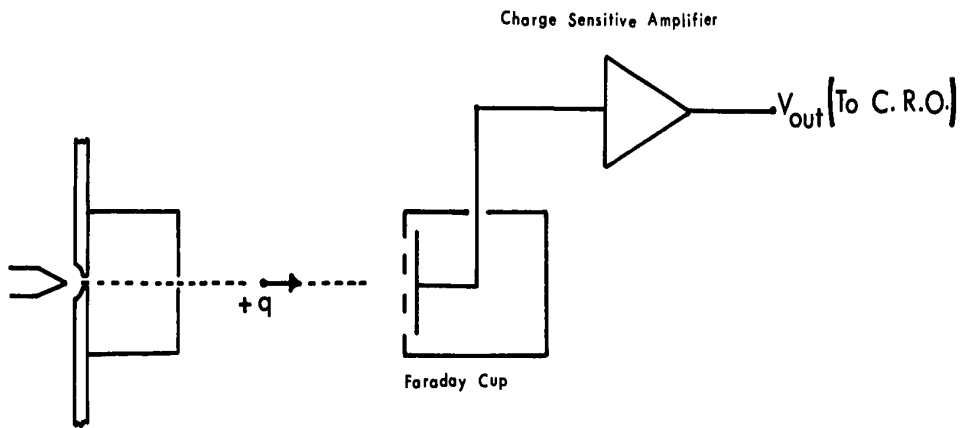 Charge Sensitive Amplifier
Vout (To C. R. O.)
+ q
Faraday Cup